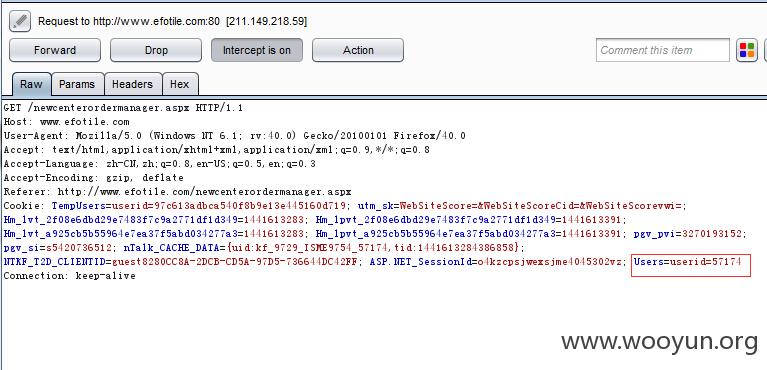 Request to http://www.efotile.com:80 [211.149.218.59]
Forward Drop Intercept is on Action Comment this item
Raw Params Headers Hex
GET /newcenterordermanager.aspx HTTP/1.1
Host: www.efotile.com
User-Agent: Mozilla/5.0 (Windows NT 6.1; rv:40.0) Gecko/20100101 Firefox/40.0
Accept: text/html,application/xhtml+xml,application/xml;q=0.9,*/*;q=0.8
Accept-Language: zh-CN,zh;q=0.8,en-US;q=0.5,en;q=0.3
Accept-Encoding: gzip, deflate
Referer: http://www.efotile.com/newcenterordermanager.aspx
Cookie: TempUsers=userid=97c613adbca540f8b9e13e445160d719; utm_sk=WebSiteScore=&WebSiteScoreCid=&WebSiteScorevwi=;
Hm_lvt_2f08e6dbd29e7483f7c9a2771df1d349=1441613283; Hm_lpvt_2f08e6dbd29e7483f7c9a2771df1d349=1441613391;
Hm_lvt_a925cb5b55964e7ea37f5abd034277a3=1441613283; Hm_lpvt_a925cb5b55964e7ea37f5abd034277a3=1441613391; pgv_pvi=3270193152;
pgv_si=s5420736512; nTalk_CACHE_DATA={uid:kf_9729_ISME9754_57174,tid:1441613284386858};
NTKF_T2D_CLIENTID=guest8280CC8A-2DCB-CD5A-97D5-736644DC42FF; ASP.NET_SessionId=o4kzcpsjwexsjme4045302vz; Users=userid=57174
Connection: keep-alive
www.wooyun.org